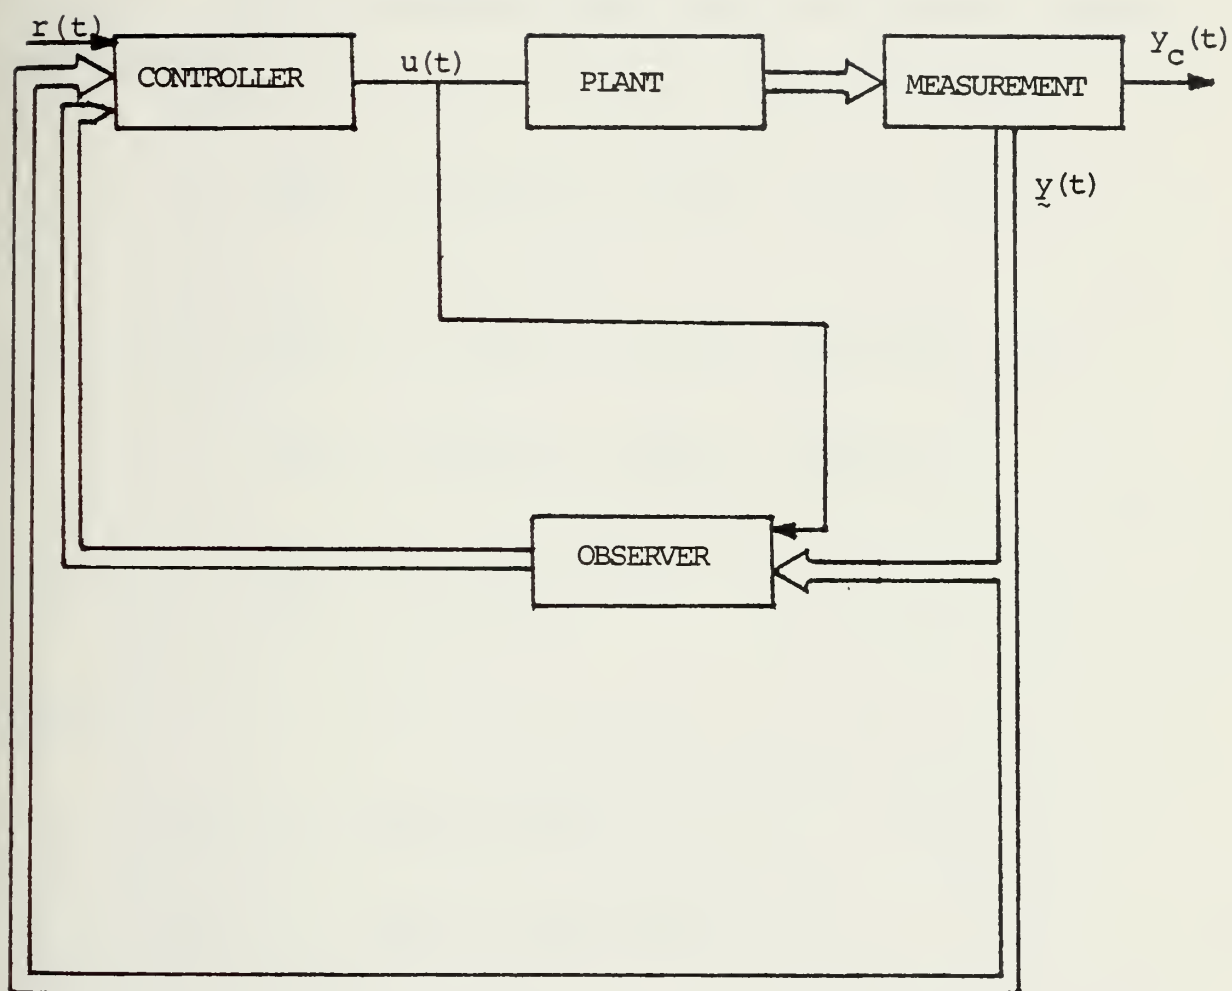 r(t)
CONTROLLER
u(t)
PLANT
MEASUREMENT
y_c(t)
y(t)
OBSERVER